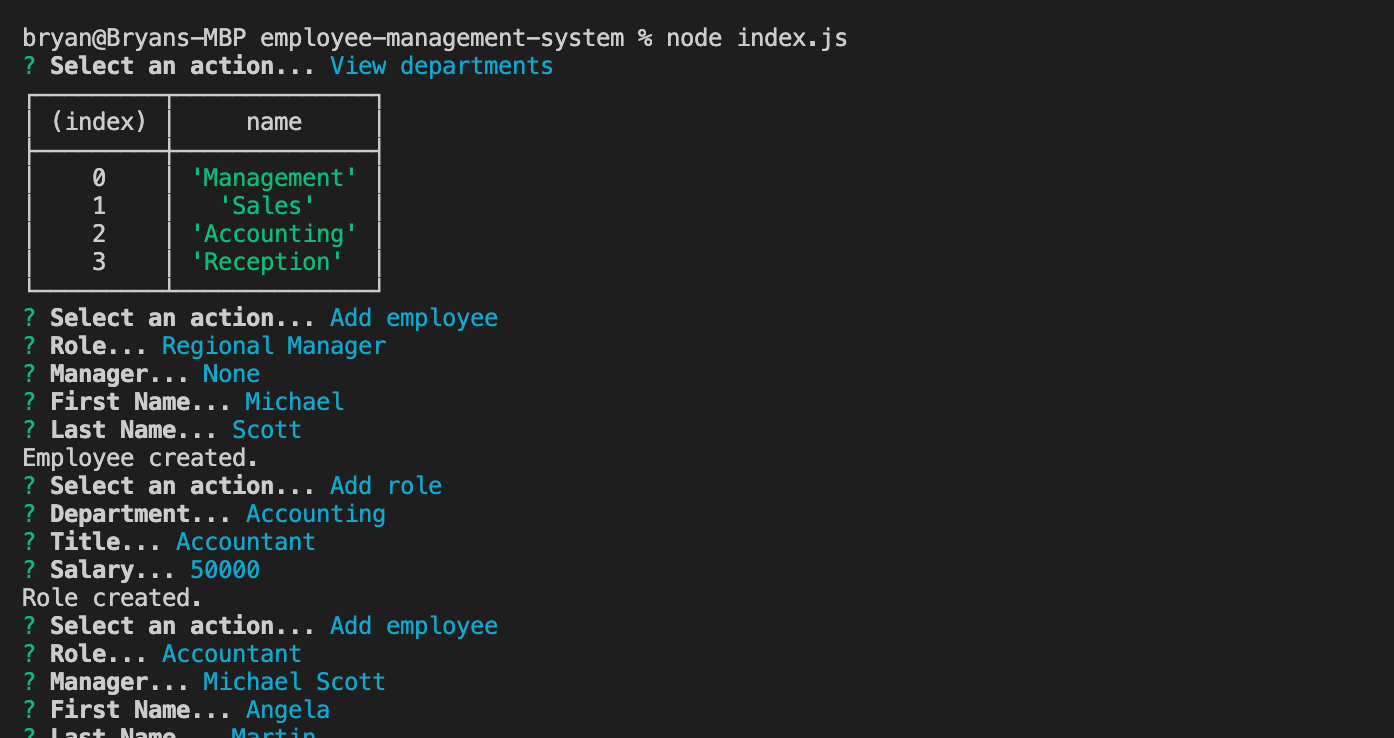 bryan@Bryans-MBP employee-management-system % node index.js
? Select an action... View departments
(index) name
0 'Management'
1 'Sales'
2 'Accounting'
3 'Reception'
? Select an action... Add employee
? Role... Regional Manager
? Manager... None
? First Name... Michael
? Last Name... Scott
Employee created.
? Select an action... Add role
? Department... Accounting
? Title... Accountant
? Salary... 50000
Role created.
? Select an action... Add employee
? Role... Accountant
? Manager... Michael Scott
? First Name... Angela
? Last Name... Martin